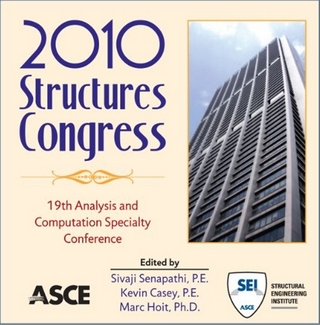 2010
Structures
Congress
19th Analysis and
Computation Specialty
Conference
Edited by
Sivaji Senapathi, P.E.
Kevin Casey, P.E.
Marc Hoit, Ph.D.
ASCE
SEI
ASCE
STRUCTURAL
ENGINEERING
INSTITUTE